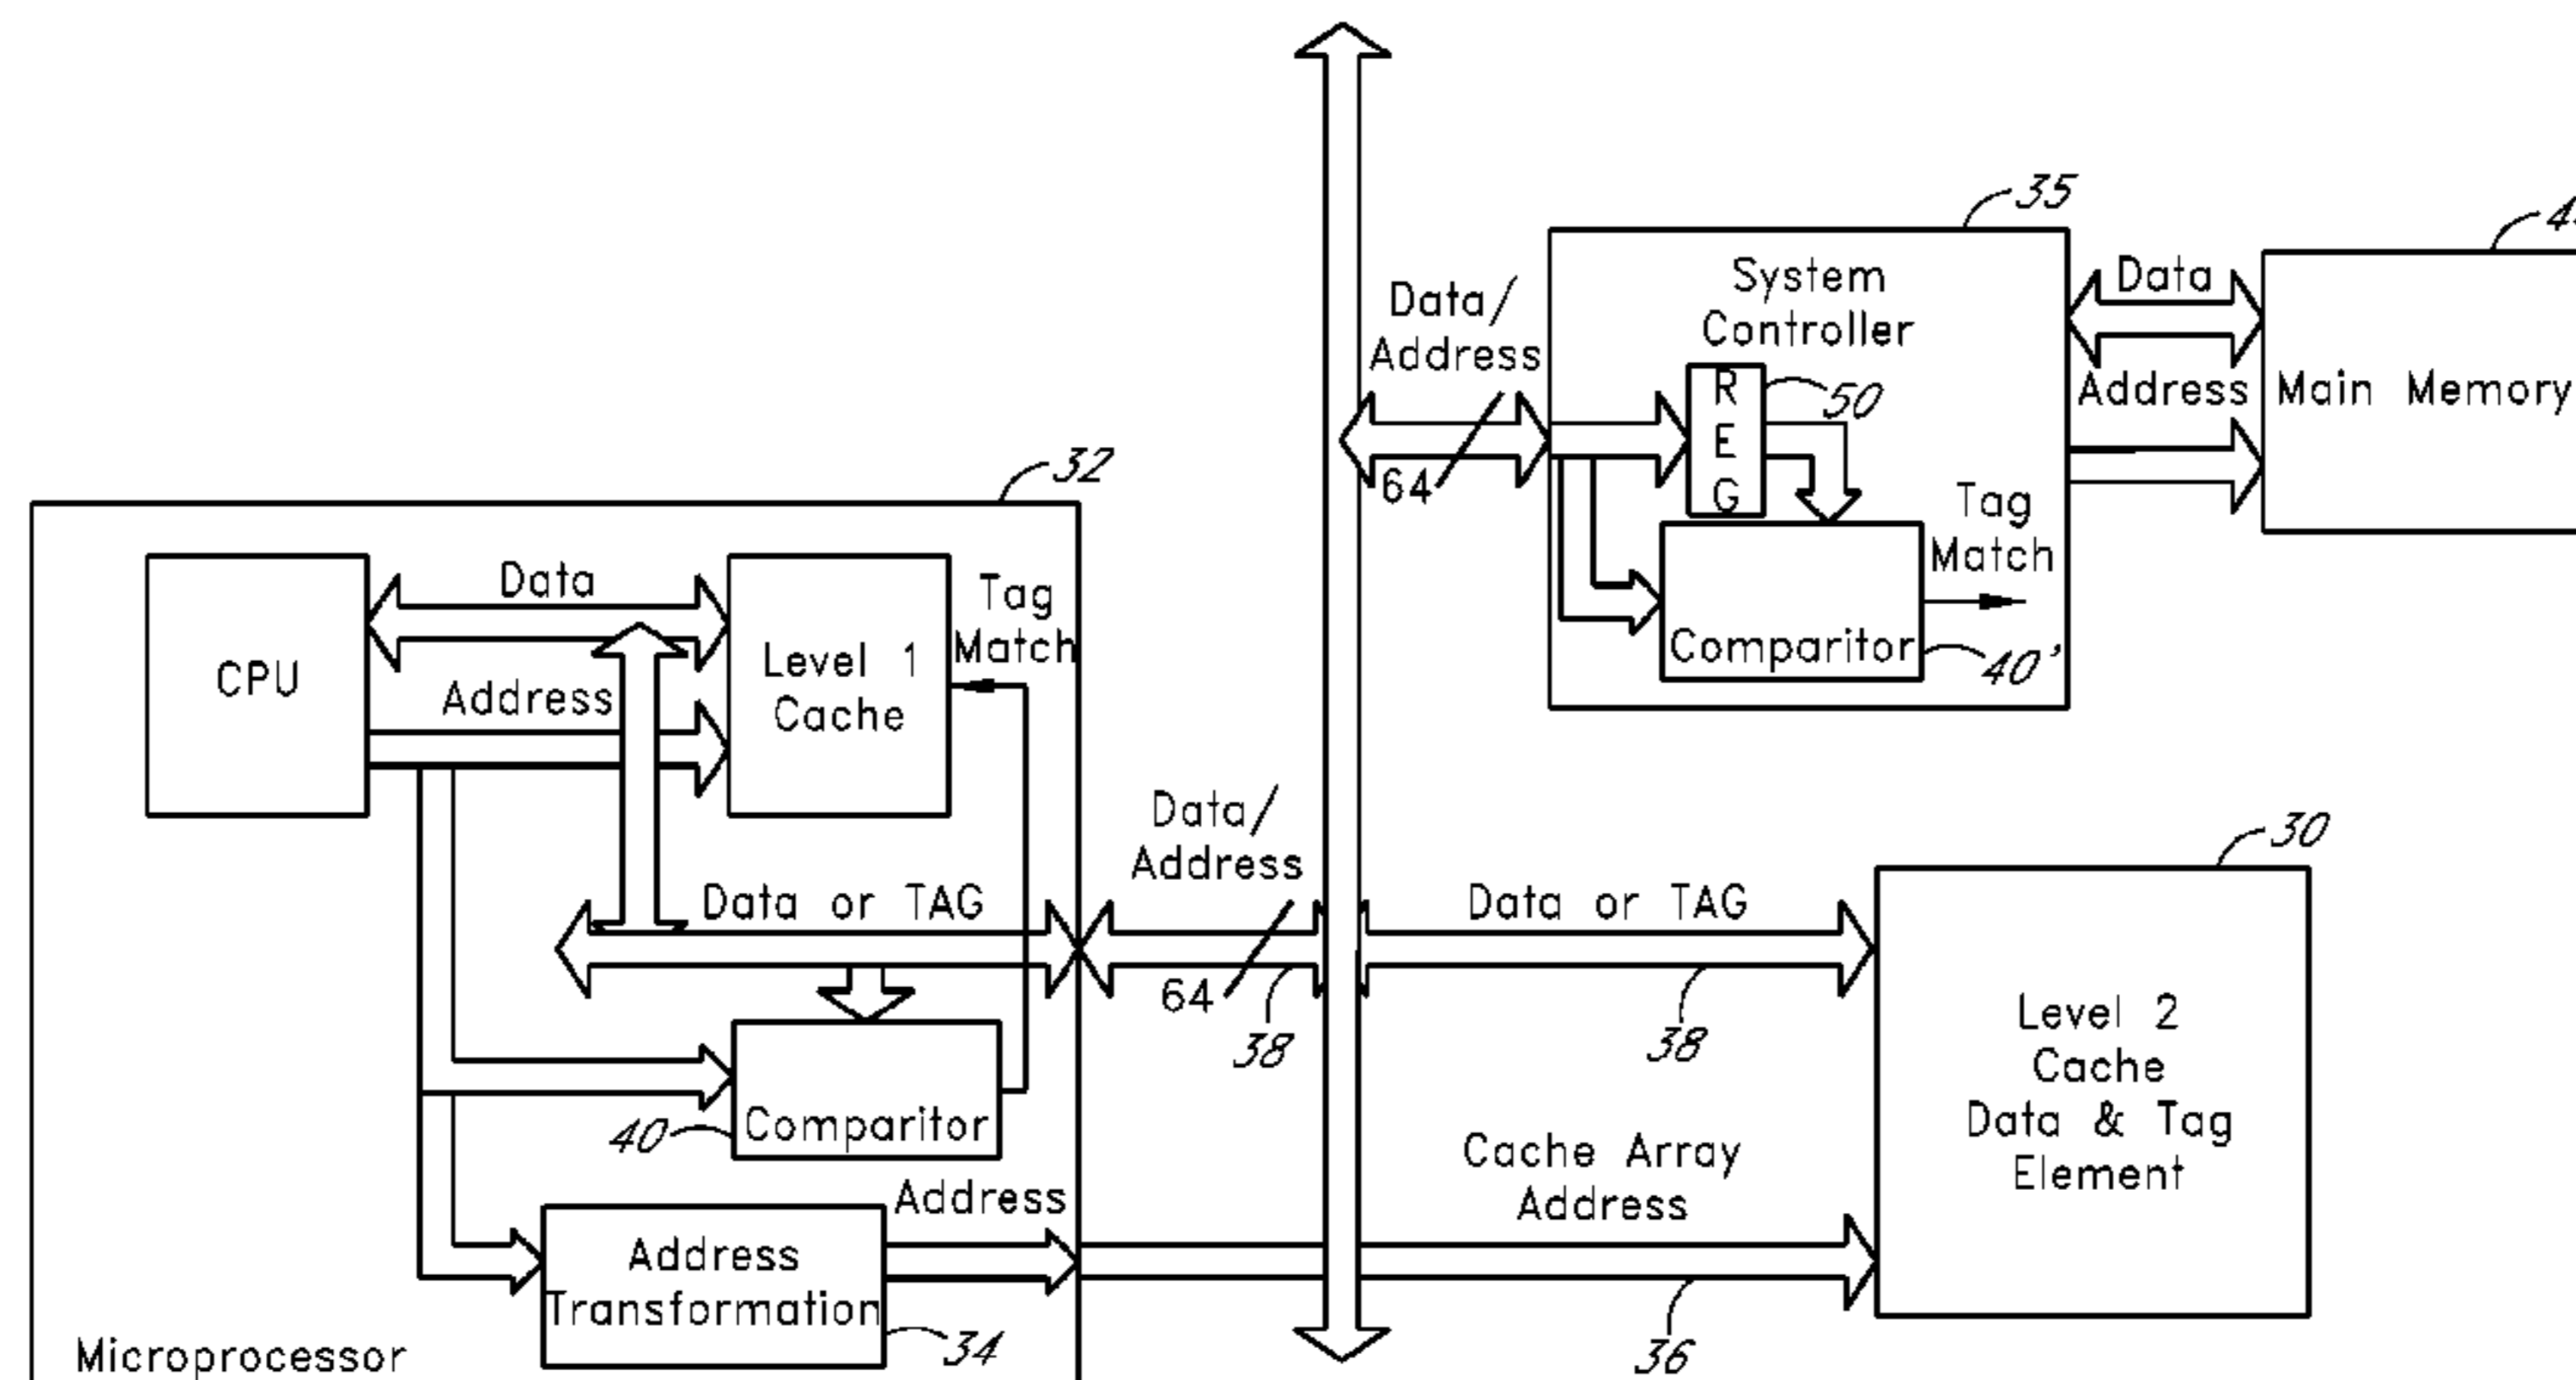 35
System
Controller
Data/
Address
64
R
E
G
50
Tag
Match
Comparitor
40'
Data
Address
Main Memory
32
CPU
Data
Address
Level 1
Cache
Tag
Match
Data or TAG
Data/
Address
64
38
Data or TAG
38
30
Level 2
Cache
Data & Tag
Element
40
Comparitor
Address
Transformation
34
Address
Cache Array
Address
36
Microprocessor